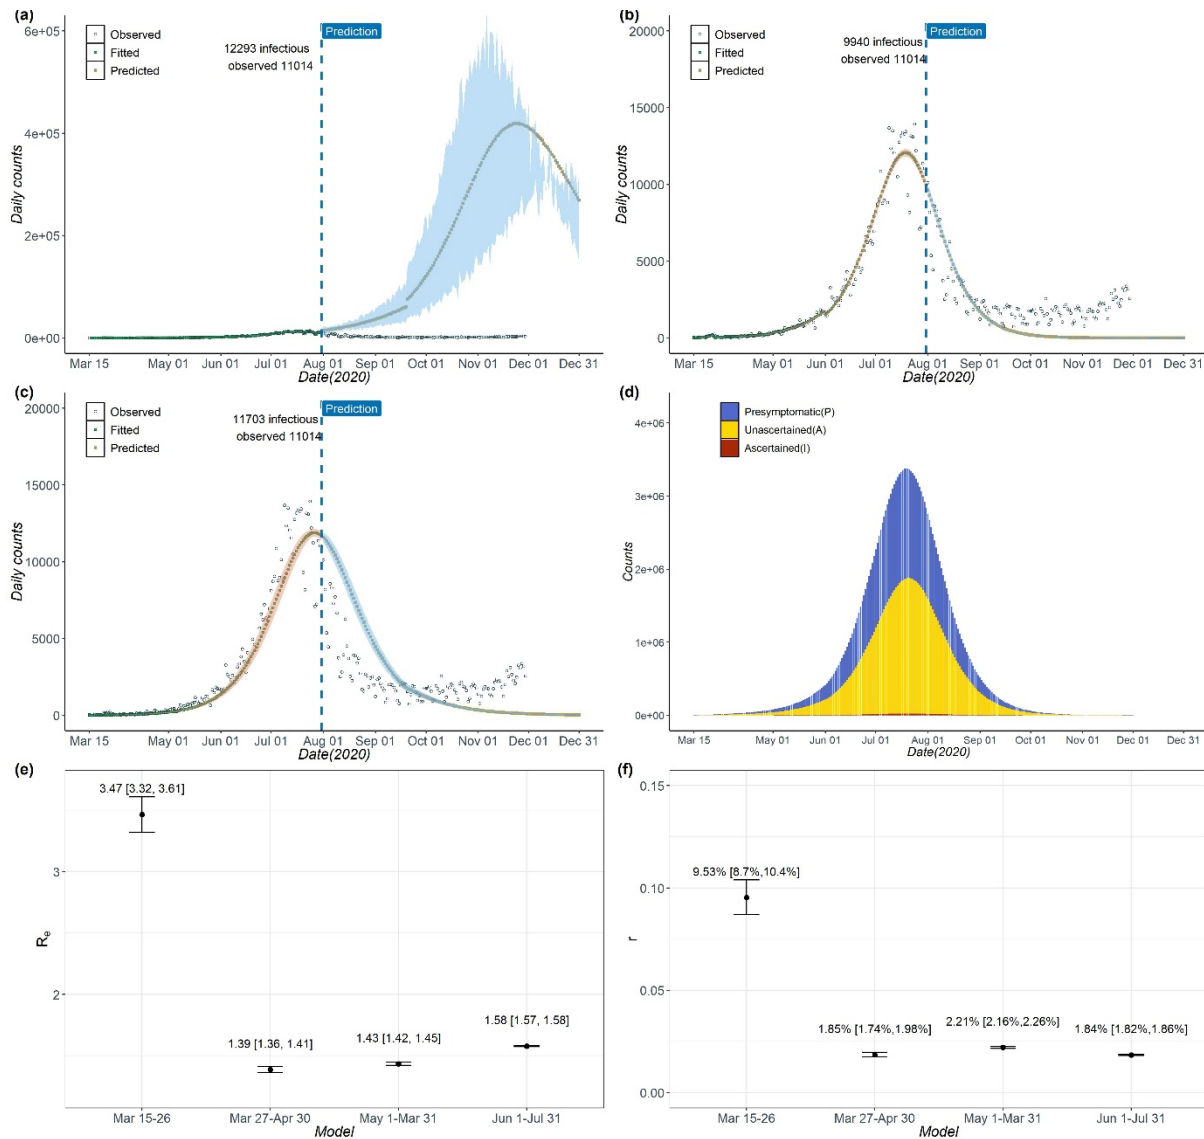 (a)
Observed
Fitted
Predicted
Prediction
12293 infectious
observed 11014
6e+05
4e+05
2e+05
0e+00
Daily counts
Mar 15 May 01 Jun 01 Jul 01 Aug 01 Sep 01 Oct 01 Nov 01 Dec 01 Dec 31
Date(2020)
(b)
Observed
Fitted
Predicted
Prediction
9940 infectious
observed 11014
20000
15000
10000
5000
0
Daily counts
Mar 15 May 01 Jun 01 Jul 01 Aug 01 Sep 01 Oct 01 Nov 01 Dec 01 Dec 31
Date(2020)
(c)
Observed
Fitted
Predicted
Prediction
11703 infectious
observed 11014
20000
15000
10000
5000
0
Daily counts
Mar 15 May 01 Jun 01 Jul 01 Aug 01 Sep 01 Oct 01 Nov 01 Dec 01 Dec 31
Date(2020)
(d)
Presymptomatic(P)
Unascertained(A)
Ascertained(I)
4e+06
3e+06
2e+06
1e+06
0e+00
Counts
Mar 15 May 01 Jun 01 Jul 01 Aug 01 Sep 01 Oct 01 Nov 01 Dec 01 Dec 31
Date(2020)
(e)
3.47 [3.32, 3.61]
1.39 [1.36, 1.41]
1.43 [1.42, 1.45]
1.58 [1.57, 1.58]
3
2
Re
Mar 15-26 Mar 27-Apr 30 May 1-Mar 31 Jun 1-Jul 31
Model
(f)
9.53% [8.7%,10.4%]
1.85% [1.74%,1.98%]
2.21% [2.16%,2.26%]
1.84% [1.82%,1.86%]
0.15
0.10
0.05
0.00
r
Mar 15-26 Mar 27-Apr 30 May 1-Mar 31 Jun 1-Jul 31
Model